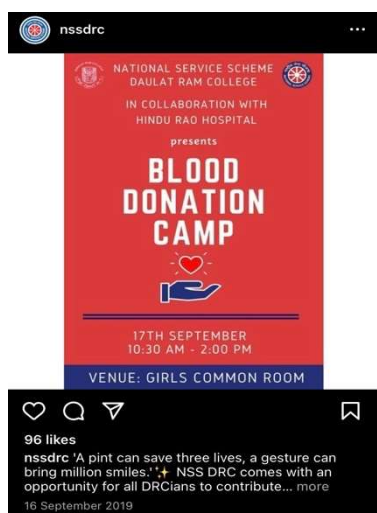 nssdrc
NATIONAL SERVICE SCHEME
DAULAT RAM COLLEGE
IN COLLABORATION WITH
HINDU RAO HOSPITAL
presents
BLOOD
DONATION
CAMP
17TH SEPTEMBER
10:30 AM - 2:00 PM
VENUE: GIRLS COMMON ROOM
96 likes
nssdrc 'A pint can save three lives, a gesture can
bring million smiles.'✨ NSS DRC comes with an
opportunity for all DRCians to contribute... more
16 September 2019